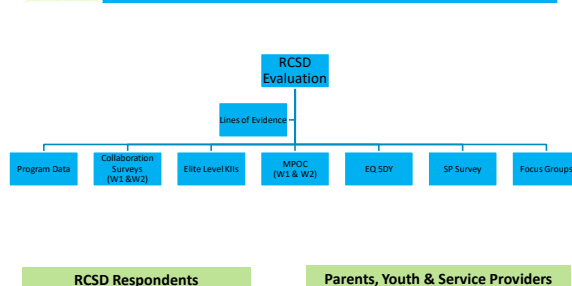 RCSD
Evaluation
Lines of Evidence
Program Data
Collaboration
Surveys
(W1 &W2)
Elite Level KIIs
MPOC
(W1 & W2)
EQ 5DY
SP Survey
Focus Groups
RCSD Respondents
Parents, Youth & Service Providers